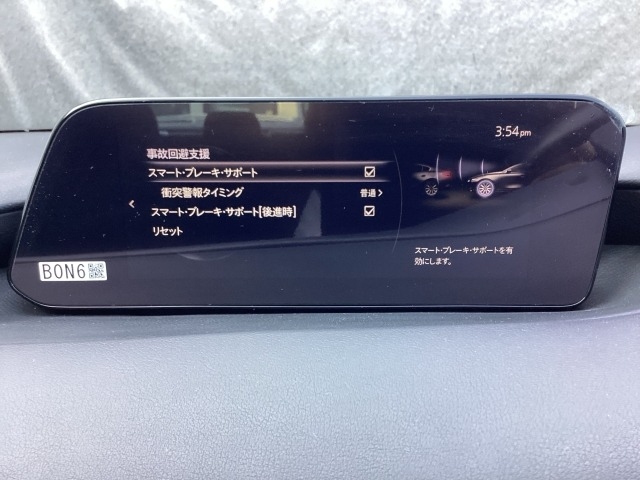 3:54pm
事故回避支援
スマート・ブレーキ・サポート
衝突警報タイミング 普通
スマート・ブレーキ・サポート[後進時]
リセット
スマート・ブレーキ・サポートを有
効にします。
BON6